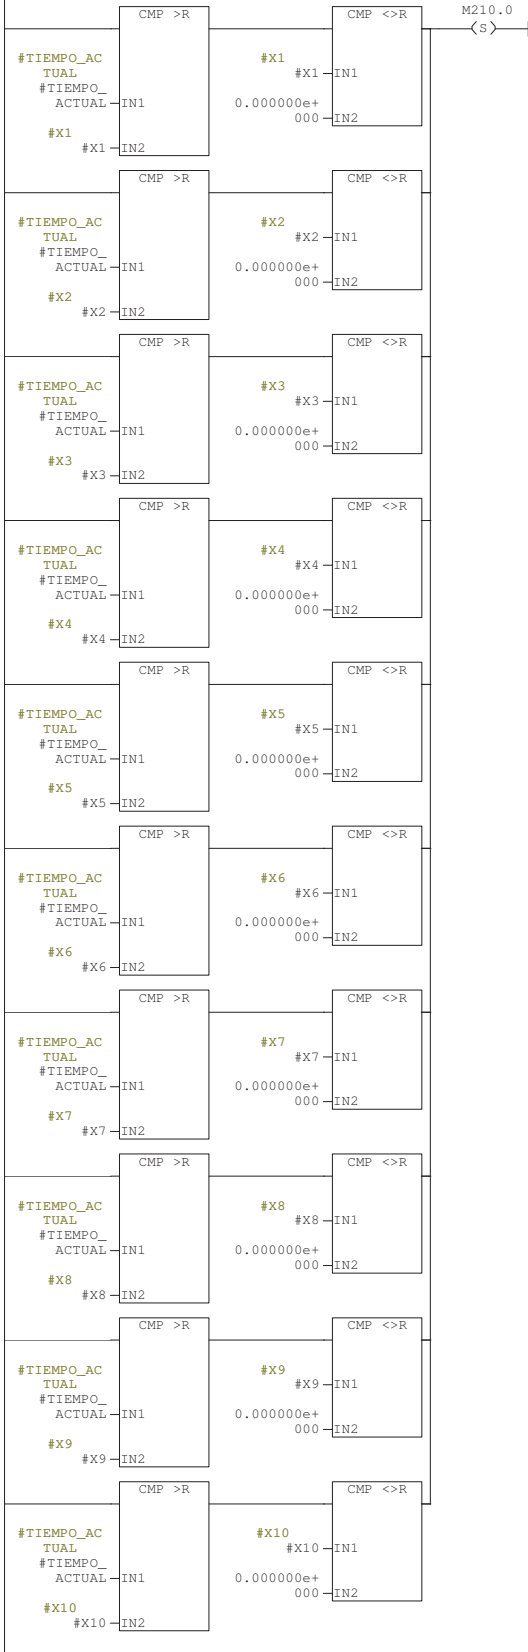 M210.0
CMP >R CMP <>R (S)
#TIEMPO_AC #X1
TUAL #X1 IN1
#TIEMPO_
ACTUAL IN1 0.000000e+
000 IN2
#X1
#X1 IN2
CMP >R CMP <>R
#TIEMPO_AC #X2
TUAL #X2 IN1
#TIEMPO_
ACTUAL IN1 0.000000e+
000 IN2
#X2
#X2 IN2
CMP >R CMP <>R
#TIEMPO_AC #X3
TUAL #X3 IN1
#TIEMPO_
ACTUAL IN1 0.000000e+
000 IN2
#X3
#X3 IN2
CMP >R CMP <>R
#TIEMPO_AC #X4
TUAL #X4 IN1
#TIEMPO_
ACTUAL IN1 0.000000e+
000 IN2
#X4
#X4 IN2
CMP >R CMP <>R
#TIEMPO_AC #X5
TUAL #X5 IN1
#TIEMPO_
ACTUAL IN1 0.000000e+
000 IN2
#X5
#X5 IN2
CMP >R CMP <>R
#TIEMPO_AC #X6
TUAL #X6 IN1
#TIEMPO_
ACTUAL IN1 0.000000e+
000 IN2
#X6
#X6 IN2
CMP >R CMP <>R
#TIEMPO_AC #X7
TUAL #X7 IN1
#TIEMPO_
ACTUAL IN1 0.000000e+
000 IN2
#X7
#X7 IN2
CMP >R CMP <>R
#TIEMPO_AC #X8
TUAL #X8 IN1
#TIEMPO_
ACTUAL IN1 0.000000e+
000 IN2
#X8
#X8 IN2
CMP >R CMP <>R
#TIEMPO_AC #X9
TUAL #X9 IN1
#TIEMPO_
ACTUAL IN1 0.000000e+
000 IN2
#X9
#X9 IN2
CMP >R CMP <>R
#TIEMPO_AC #X10
TUAL #X10 IN1
#TIEMPO_
ACTUAL IN1 0.000000e+
000 IN2
#X10
#X10 IN2